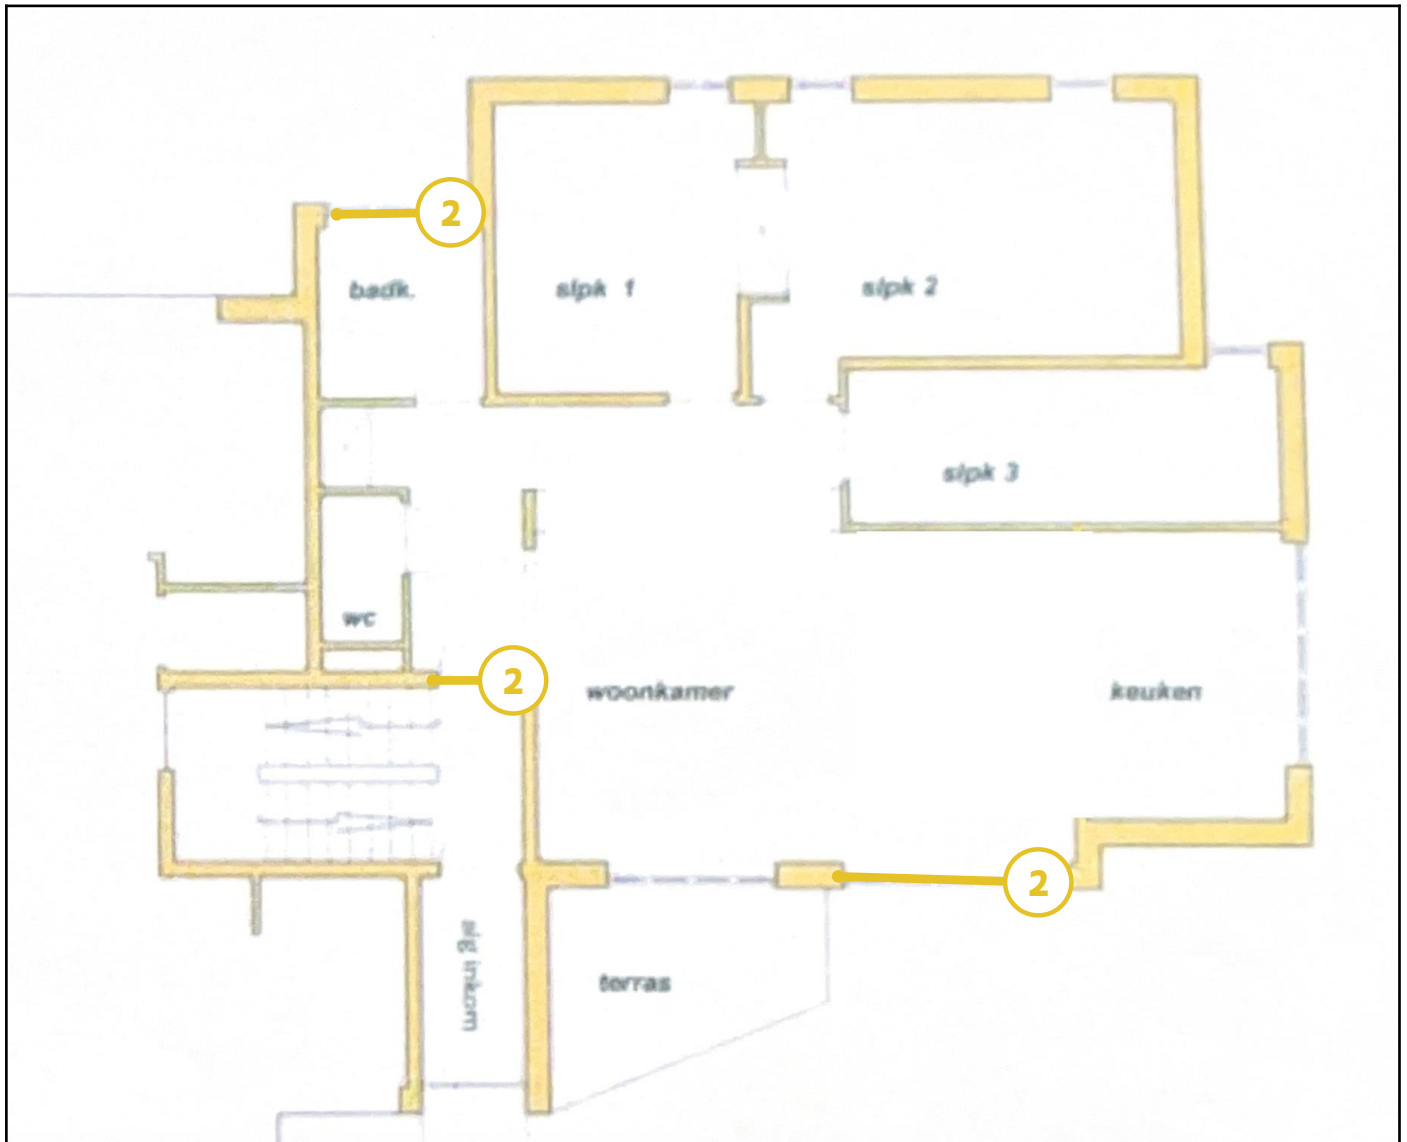 2
badk.
slpk 1
slpk 2
slpk 3
wc
2
woonkamer
keuken
2
alg inkom
terras